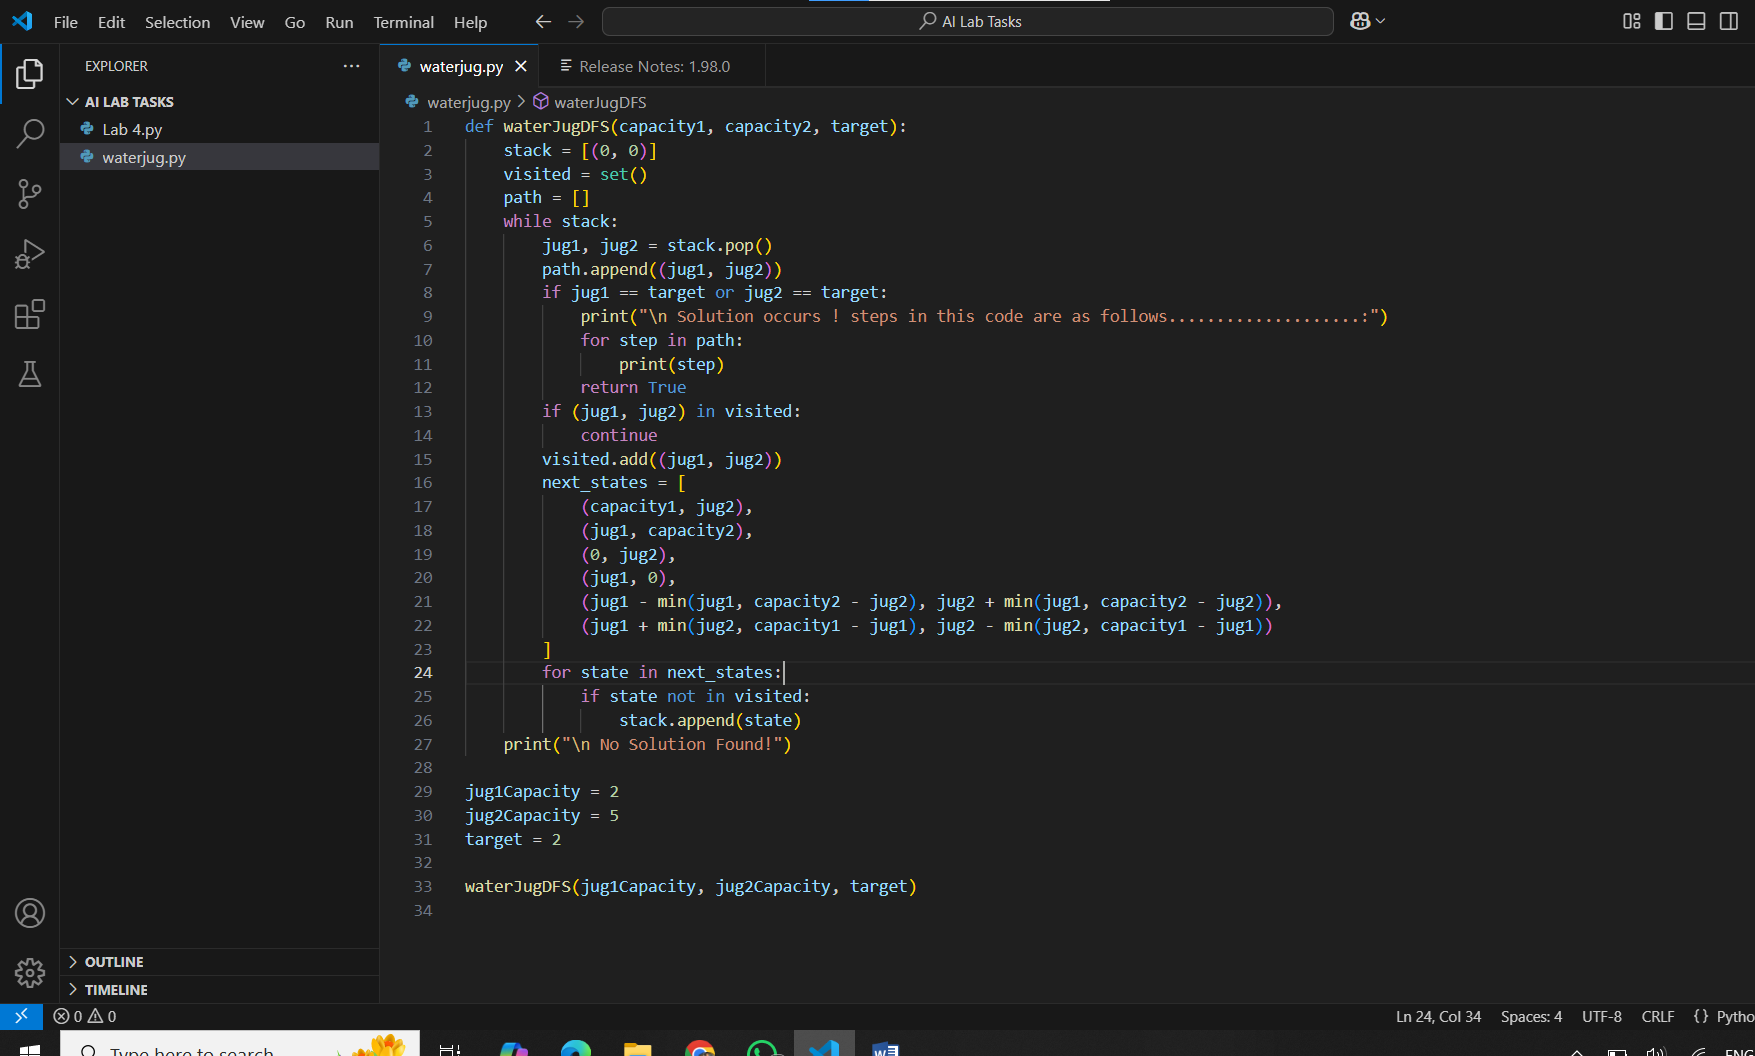 File Edit Selection View Go Run Terminal Help
AI Lab Tasks
EXPLORER
AI LAB TASKS
Lab 4.py
waterjug.py
OUTLINE
TIMELINE
waterjug.py
Release Notes: 1.98.0
waterjug.py > waterJugDFS
1 def waterJugDFS(capacity1, capacity2, target):
2 stack = [(0, 0)]
3 visited = set()
4 path = []
5 while stack:
6 jug1, jug2 = stack.pop()
7 path.append((jug1, jug2))
8 if jug1 == target or jug2 == target:
9 print("\n Solution occurs ! steps in this code are as follows....................:")
10 for step in path:
11 print(step)
12 return True
13 if (jug1, jug2) in visited:
14 continue
15 visited.add((jug1, jug2))
16 next_states = [
17 (capacity1, jug2),
18 (jug1, capacity2),
19 (0, jug2),
20 (jug1, 0),
21 (jug1 - min(jug1, capacity2 - jug2), jug2 + min(jug1, capacity2 - jug2)),
22 (jug1 + min(jug2, capacity1 - jug1), jug2 - min(jug2, capacity1 - jug1))
23 ]
24 for state in next_states:
25 if state not in visited:
26 stack.append(state)
27 print("\n No Solution Found!")
28
29 jug1Capacity = 2
30 jug2Capacity = 5
31 target = 2
32
33 waterJugDFS(jug1Capacity, jug2Capacity, target)
34
0 0
Ln 24, Col 34 Spaces: 4 UTF-8 CRLF {} Pytho
Type here to search
ENG